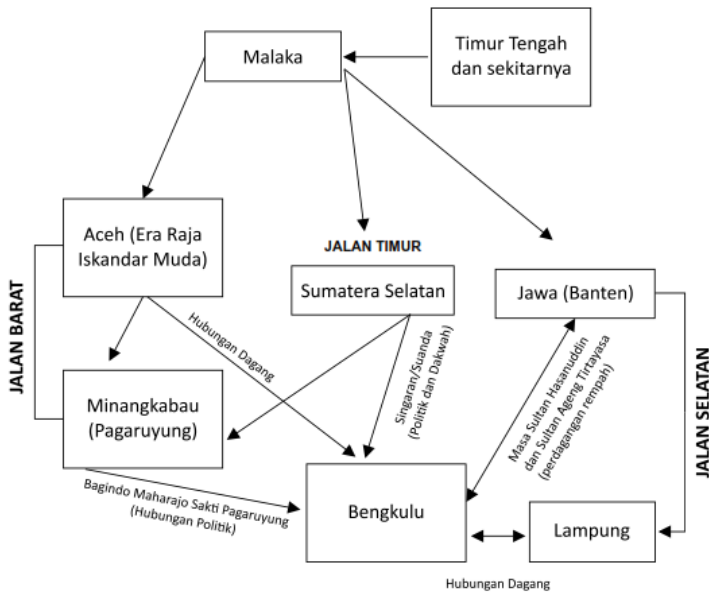 Malaka
Timur Tengah
dan sekitarnya
Aceh (Era Raja
Iskandar Muda)
JALAN TIMUR
Sumatera Selatan
Jawa (Banten)
JALAN BARAT
Hubungan Dagang
Singaran/Suanda
(Politik dan Dakwah)
Masa Sultan Hasanuddin
dan Sultan Ageng Tirtayasa
(perdagangan rempah)
JALAN SELATAN
Minangkabau
(Pagaruyung)
Bagindo Maharajo Sakti Pagaruyung
(Hubungan Politik)
Bengkulu
Lampung
Hubungan Dagang